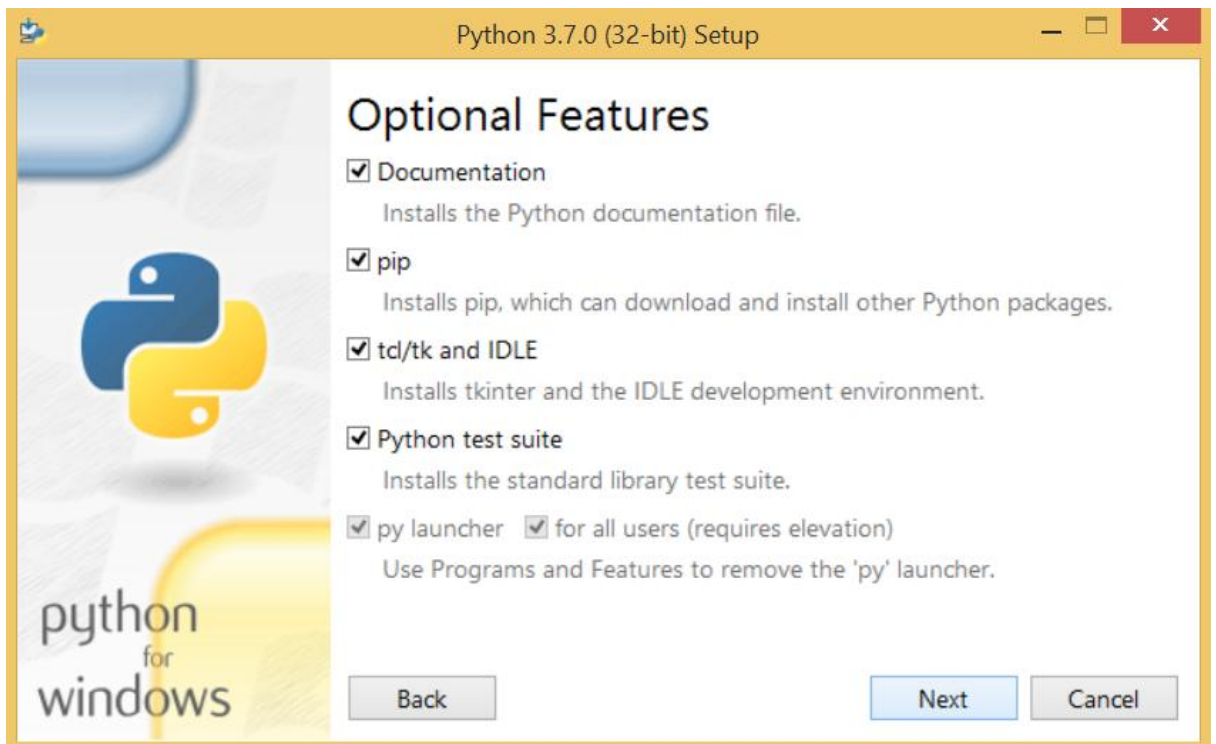 Python 3.7.0 (32-bit) Setup
Optional Features
Documentation
Installs the Python documentation file.
pip
Installs pip, which can download and install other Python packages.
tcl/tk and IDLE
Installs tkinter and the IDLE development environment.
Python test suite
Installs the standard library test suite.
py launcher for all users (requires elevation)
Use Programs and Features to remove the 'py' launcher.
python
for
windows
Back Next Cancel